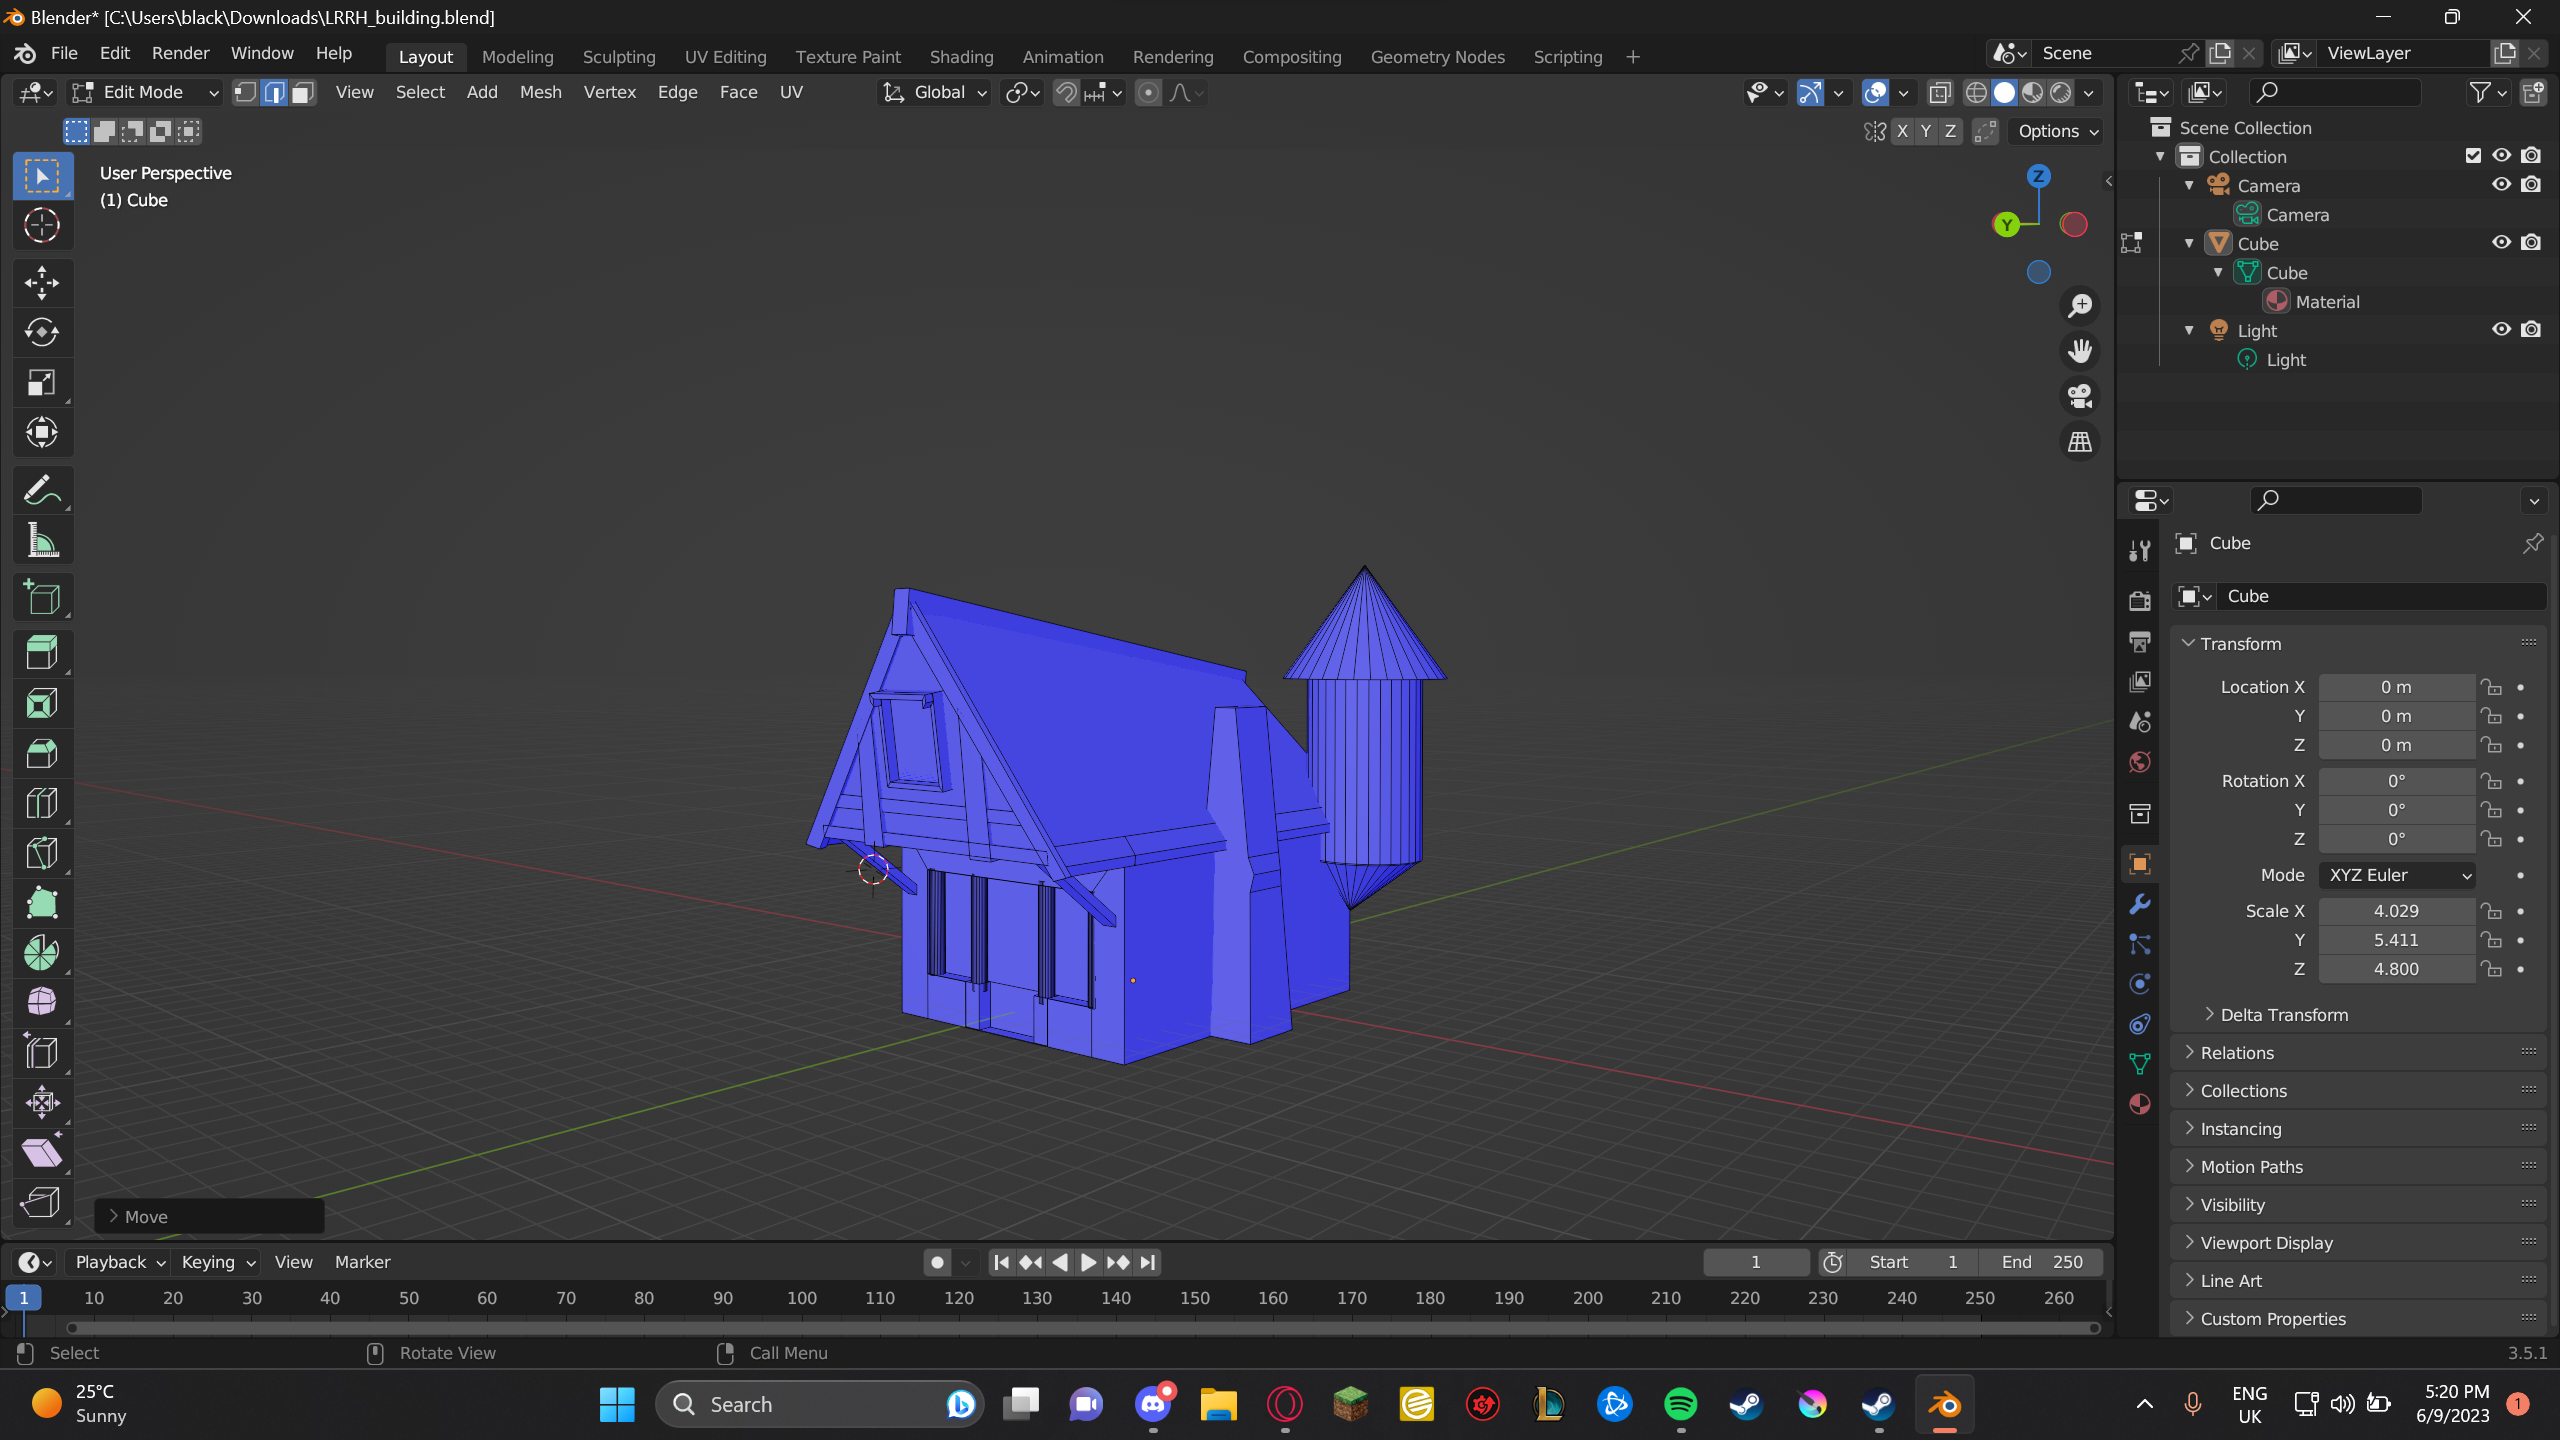 Blender* [C:\Users\black\Downloads\LRRH_building.blend]
File Edit Render Window Help Layout Modeling Sculpting UV Editing Texture Paint Shading Animation Rendering Compositing Geometry Nodes Scripting + Scene ViewLayer
Edit Mode View Select Add Mesh Vertex Edge Face UV Global
X Y Z Options
User Perspective
(1) Cube
Z
Y
Scene Collection
Collection
Camera
Camera
Cube
Cube
Material
Light
Light
Cube
Cube
Transform
Location X 0 m
Y 0 m
Z 0 m
Rotation X 0°
Y 0°
Z 0°
Mode XYZ Euler
Scale X 4.029
Y 5.411
Z 4.800
Delta Transform
Relations
Collections
Instancing
Motion Paths
Visibility
Viewport Display
Line Art
Custom Properties
Move
Playback Keying View Marker 1 Start 1 End 250
1 10 20 30 40 50 60 70 80 90 100 110 120 130 140 150 160 170 180 190 200 210 220 230 240 250 260
Select Rotate View Call Menu 3.5.1
25°C
Sunny
Search
ENG
UK
5:20 PM
6/9/2023
1